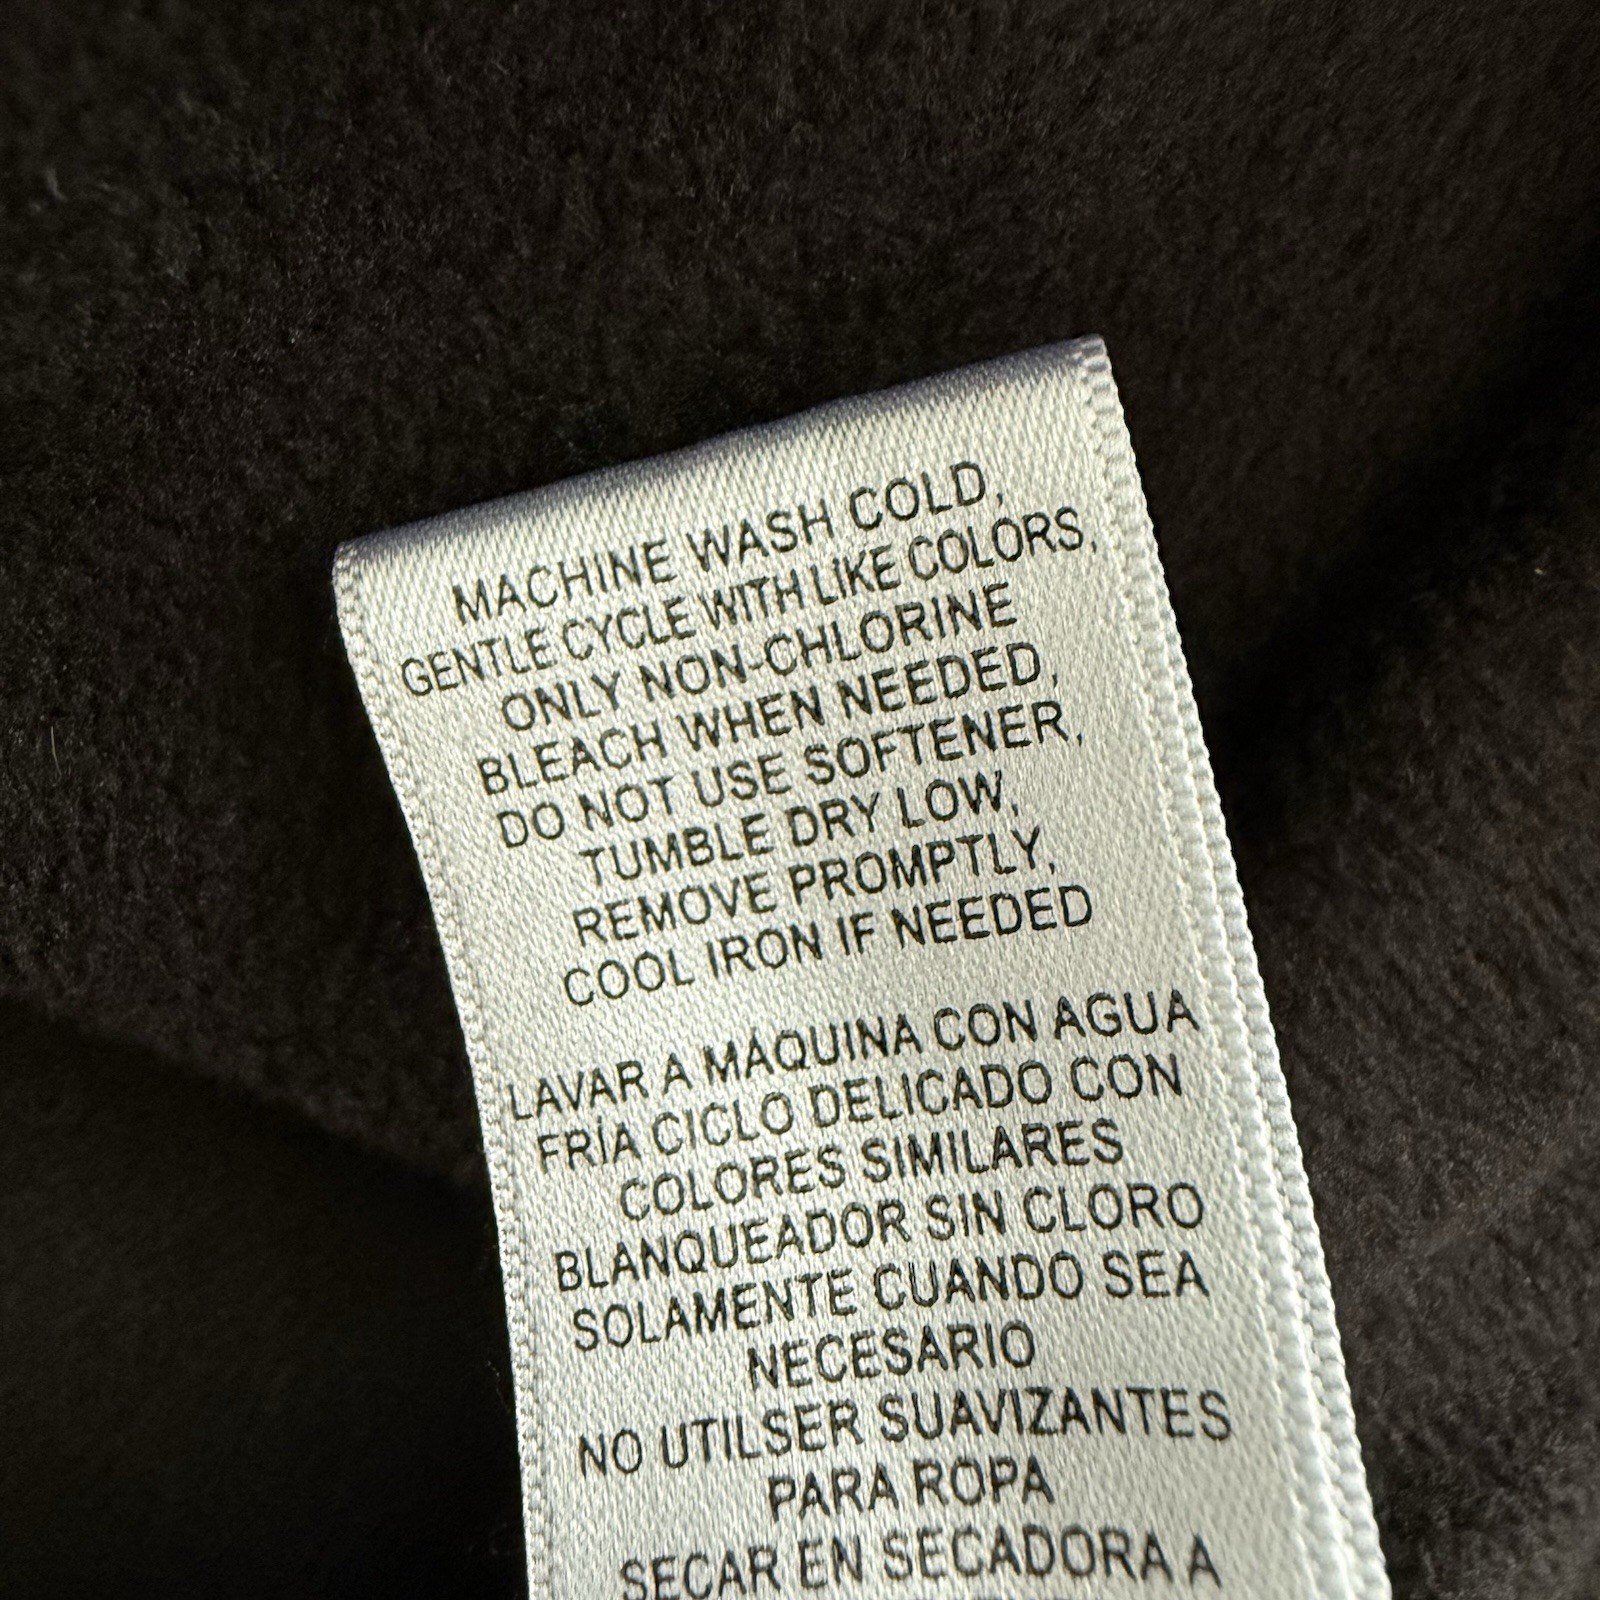 MACHINE WASH COLD,
GENTLE CYCLE WITH LIKE COLORS,
ONLY NON-CHLORINE
BLEACH WHEN NEEDED,
DO NOT USE SOFTENER,
TUMBLE DRY LOW,
REMOVE PROMPTLY,
COOL IRON IF NEEDED
LAVAR A MÁQUINA CON AGUA
FRÍA CICLO DELICADO CON
COLORES SIMILARES
BLANQUEADOR SIN CLORO
SOLAMENTE CUANDO SEA
NECESARIO
NO UTILSER SUAVIZANTES
PARA ROPA
SECAR EN SECADORA A